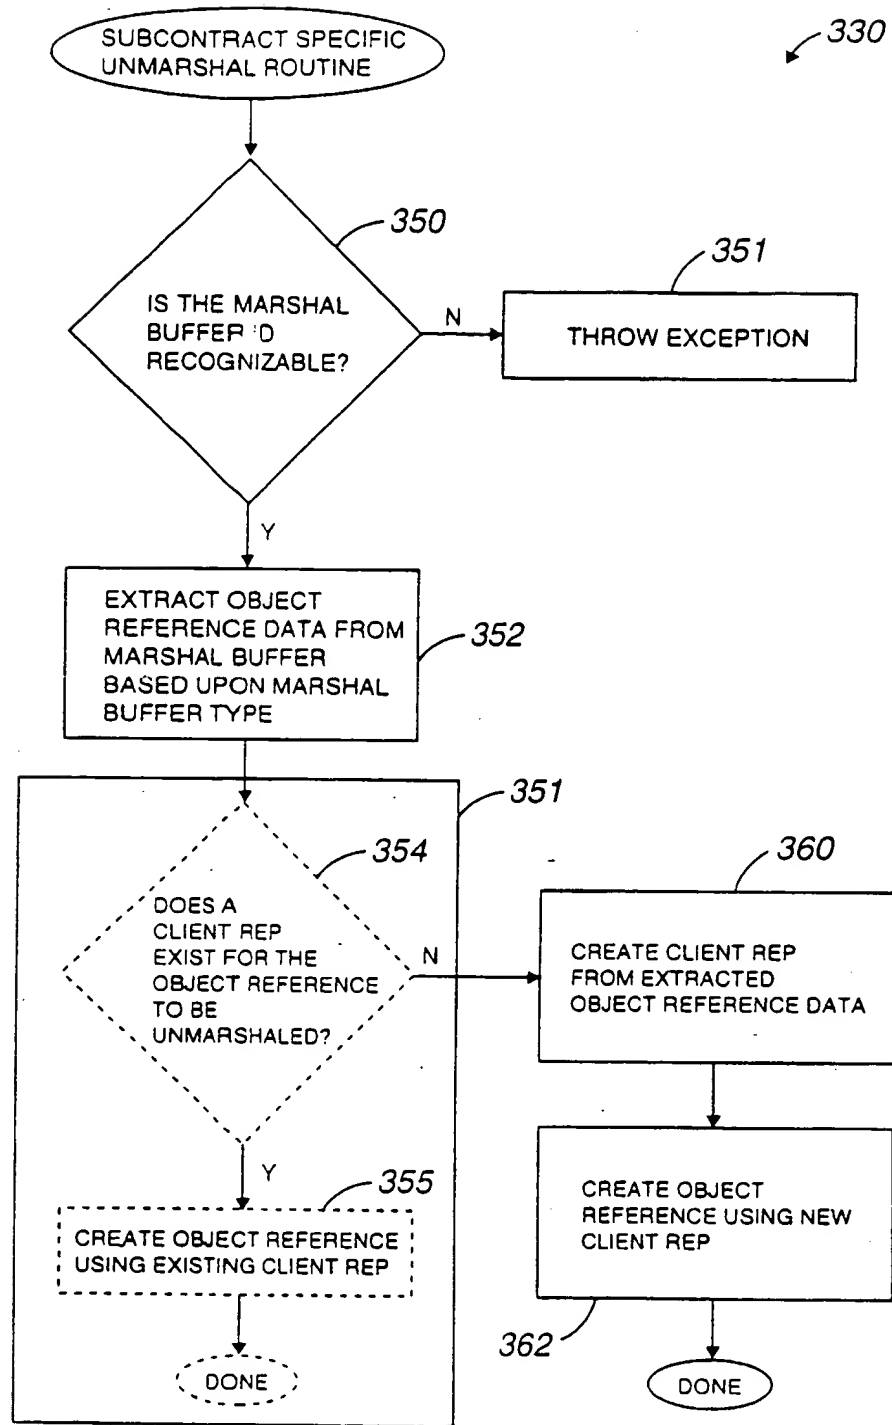 SUBCONTRACT SPECIFIC
UNMARSHAL ROUTINE
330
350
IS THE MARSHAL
BUFFER ID
RECOGNIZABLE?
N
351
THROW EXCEPTION
Y
EXTRACT OBJECT
REFERENCE DATA FROM
MARSHAL BUFFER
BASED UPON MARSHAL
BUFFER TYPE
352
351
354
DOES A
CLIENT REP
EXIST FOR THE
OBJECT REFERENCE
TO BE
UNMARSHALED?
N
360
CREATE CLIENT REP
FROM EXTRACTED
OBJECT REFERENCE DATA
Y
355
CREATE OBJECT REFERENCE
USING EXISTING CLIENT REP
CREATE OBJECT
REFERENCE USING NEW
CLIENT REP
362
DONE
DONE